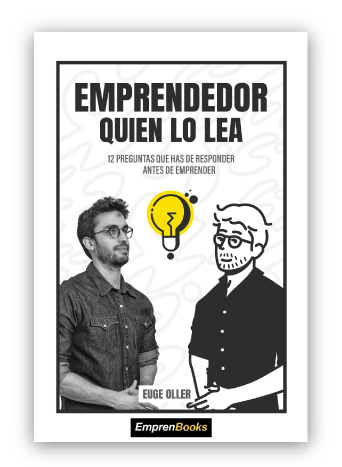 EMPRENDEDOR
QUIEN LO LEA
12 PREGUNTAS QUE HAS DE RESPONDER
ANTES DE EMPRENDER
EUGE OLLER
EmprenBooks